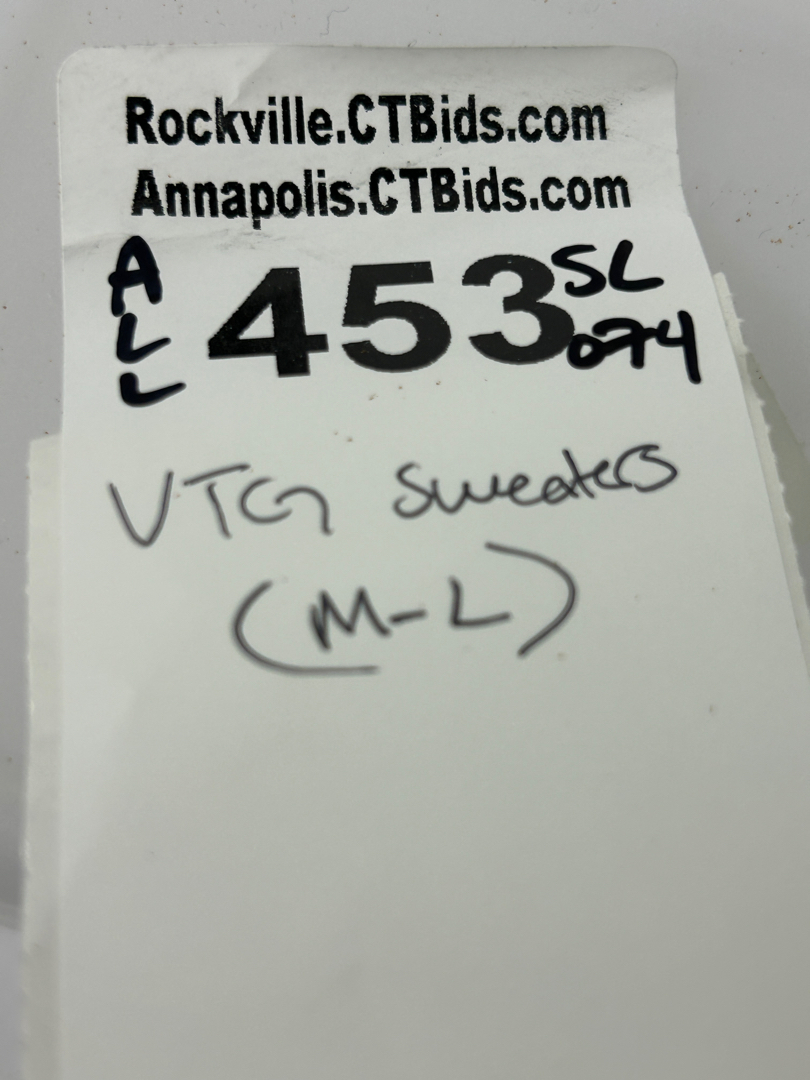 Rockville.CTBids.com
Annapolis.CTBids.com
ALL 453 SL
074
VTG Sweaters
(M-L)